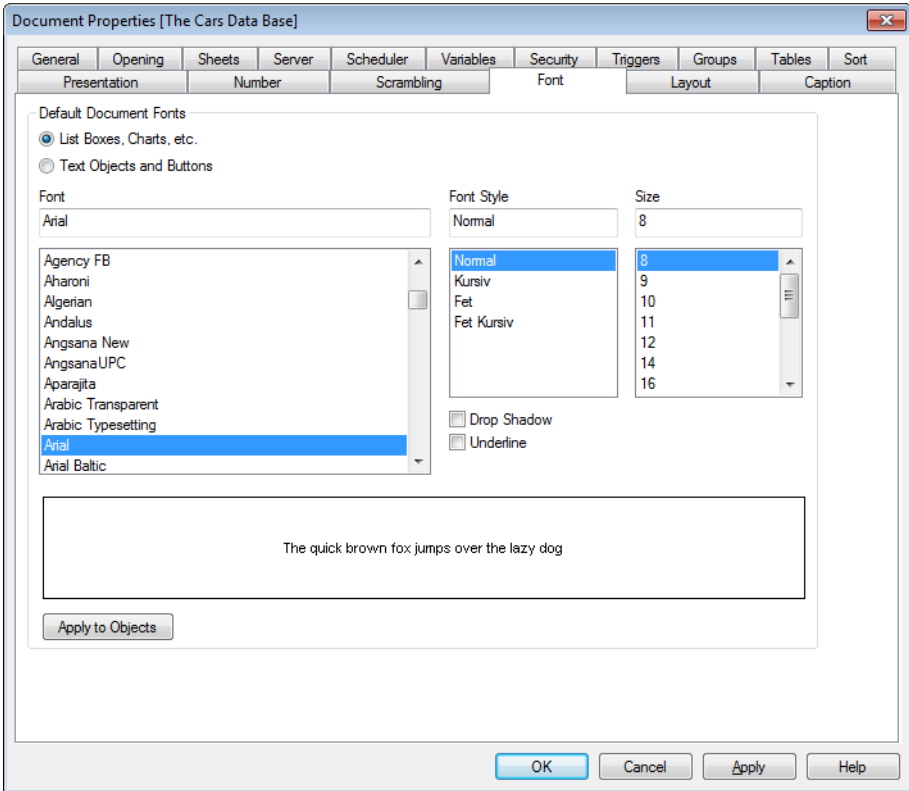 Document Properties [The Cars Data Base]
General Opening Sheets Server Scheduler Variables Security Triggers Groups Tables Sort
Presentation Number Scrambling Font Layout Caption
Default Document Fonts
List Boxes, Charts, etc.
Text Objects and Buttons
Font Font Style Size
Arial Normal 8
Agency FB Normal 8
Aharoni Kursiv 9
Algerian Fet 10
Andalus Fet Kursiv 11
Angsana New 12
AngsanaUPC 14
Aparajita 16
Arabic Transparent
Arabic Typesetting Drop Shadow
Arial Underline
Arial Baltic
The quick brown fox jumps over the lazy dog
Apply to Objects
OK Cancel Apply Help